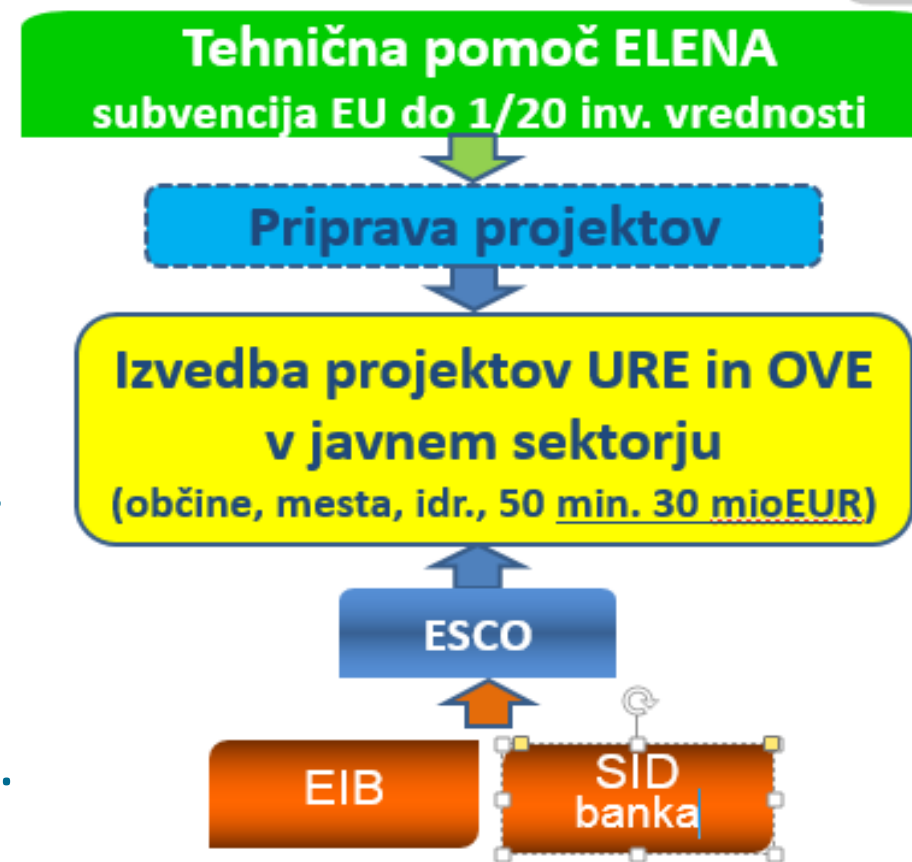 Tehnična pomoč ELENA
subvencija EU do 1/20 inv. vrednosti
Priprava projektov
Izvedba projektov URE in OVE
v javnem sektorju
(občine, mesta, idr., 50 min. 30 mioEUR)
ESCO
EIB
SID
banka